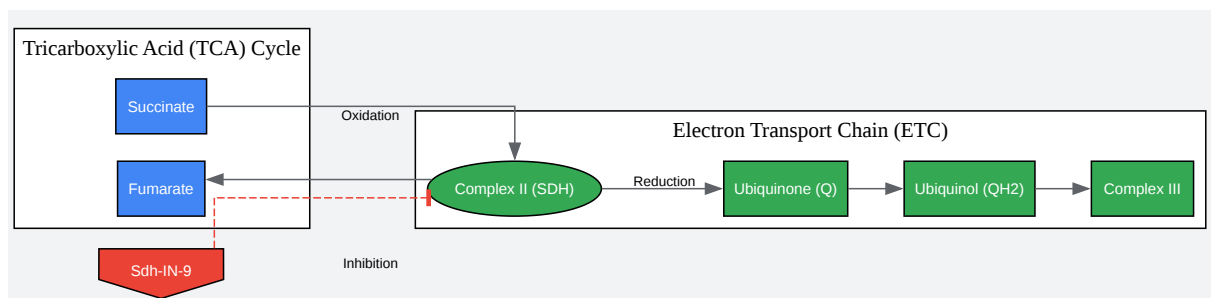 Tricarboxylic Acid (TCA) Cycle
Succinate
Oxidation
Electron Transport Chain (ETC)
Fumarate
Complex II (SDH)
Reduction
Ubiquinone (Q)
Ubiquinol (QH2)
Complex III
Sdh-IN-9
Inhibition